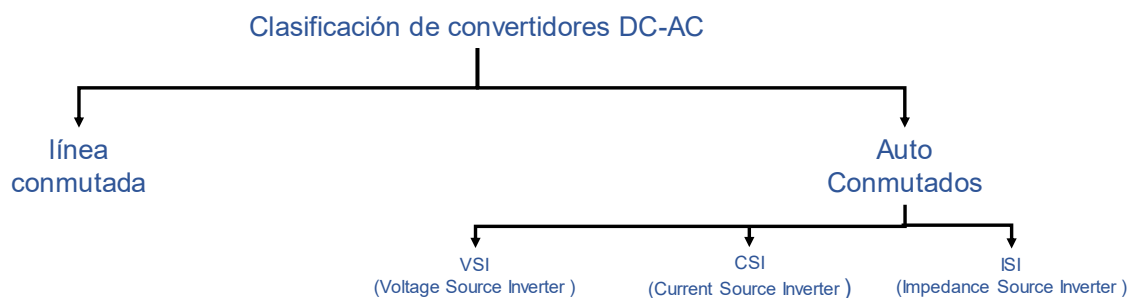 Clasificación de convertidores DC-AC
línea
conmutada
Auto
Conmutados
VSI
(Voltage Source Inverter )
CSI
(Current Source Inverter )
ISI
(Impedance Source Inverter )